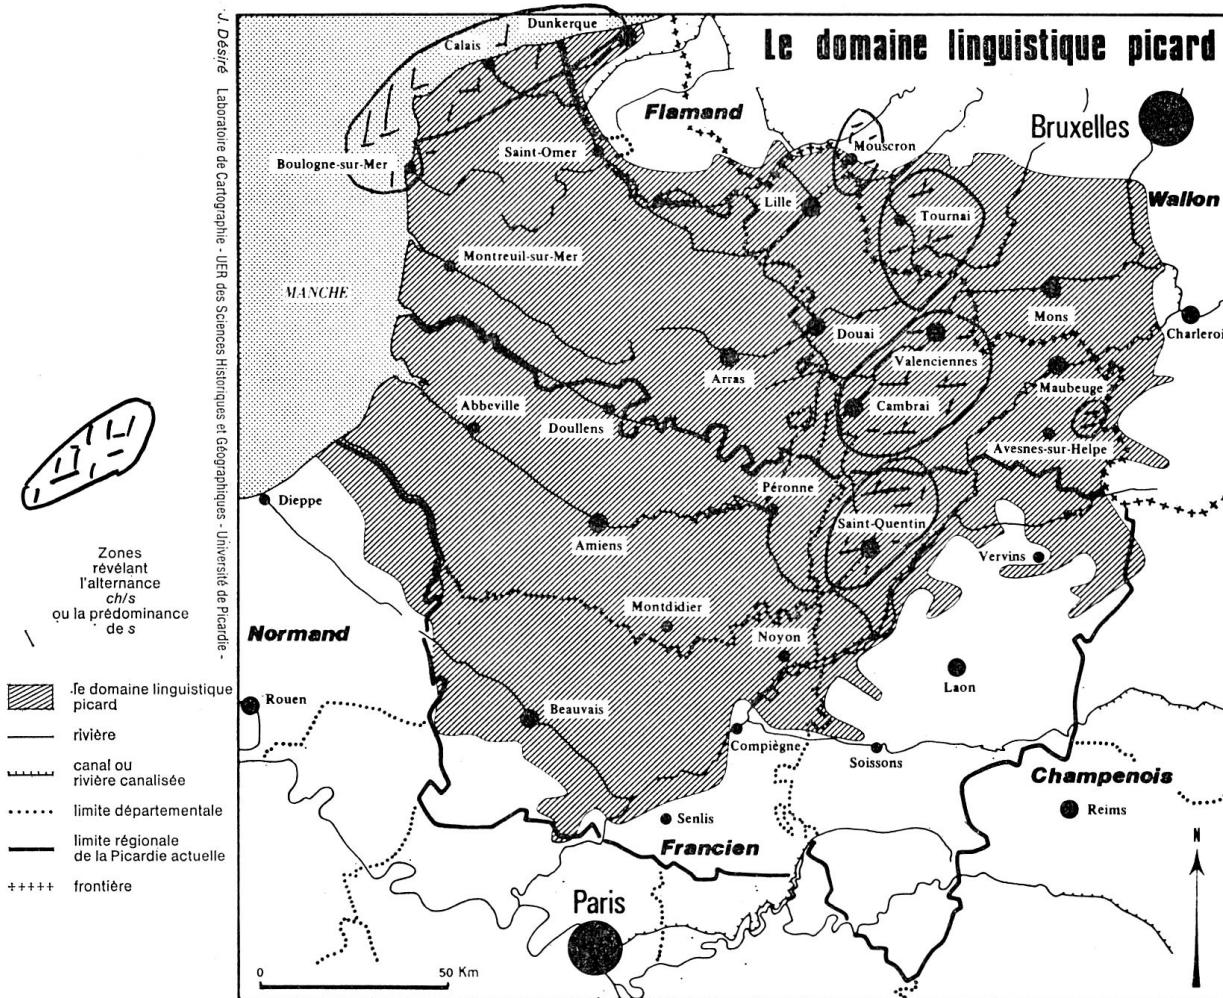 Le domaine linguistique picard
J. Désiré Laboratoire de Cartographie - UER des Sciences Historiques et Géographiques - Université de Picardie -
Dunkerque
Calais
Flamand
Bruxelles
Boulogne-sur-Mer
Saint-Omer
Mouscron
Lille
Tournai
Wallon
Montreuil-sur-Mer
MANCHE
Mons
Charleroi
Douai
Valenciennes
Arras
Maubeuge
Abbeville
Doullens
Cambrai
Avesnes-sur-Helpe
Dieppe
Péronne
Amiens
Saint-Quentin
Vervins
Zones
révélant
l'alternance
ch/s
ou la prédominance
de s
Normand
Montdidier
Noyon
Laon
le domaine linguistique
picard
Rouen
Beauvais
rivière
Compiègne
Soissons
canal ou
rivière canalisée
Champenois
limite départementale
Reims
Senlis
limite régionale
de la Picardie actuelle
Francien
N
frontière
Paris
0
50 Km